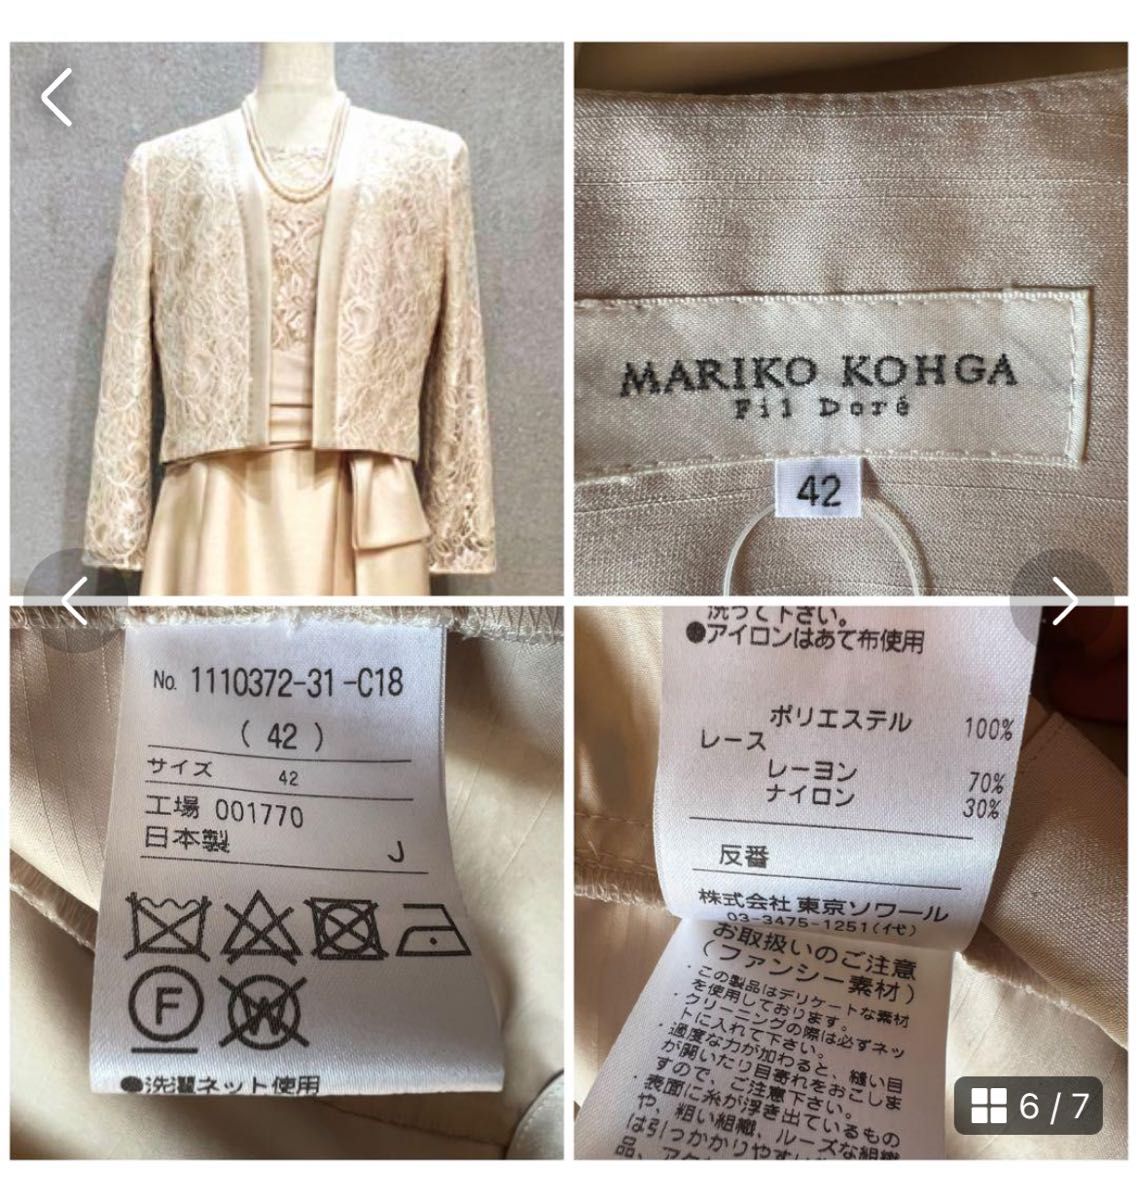 MARIKO KOHGA
Fil Doré
42
No. 1110372-31-C18
( 42 )
サイズ 42
工場 001770
日本製 J
F
W
●洗濯ネット使用
洗って下さい。
●アイロンはあて布使用
ポリエステル 100%
レース
レーヨン 70%
ナイロン 30%
反番
株式会社 東京ソワール
03-3475-1251(代)
お取扱いのご注意
(ファンシー素材)
・この製品はデリケートな素材
を使用しております。
・クリーニングの際は必ずネッ
トに入れて下さい。
・過度な力が加わると、縫い目
が開いたり目寄れをおこしま
すので、ご注意下さい。
・表面に糸が浮き出ているもの
や、粗い組織、ルーズな組織
は引っかかりやすい
品、アク
6 / 7